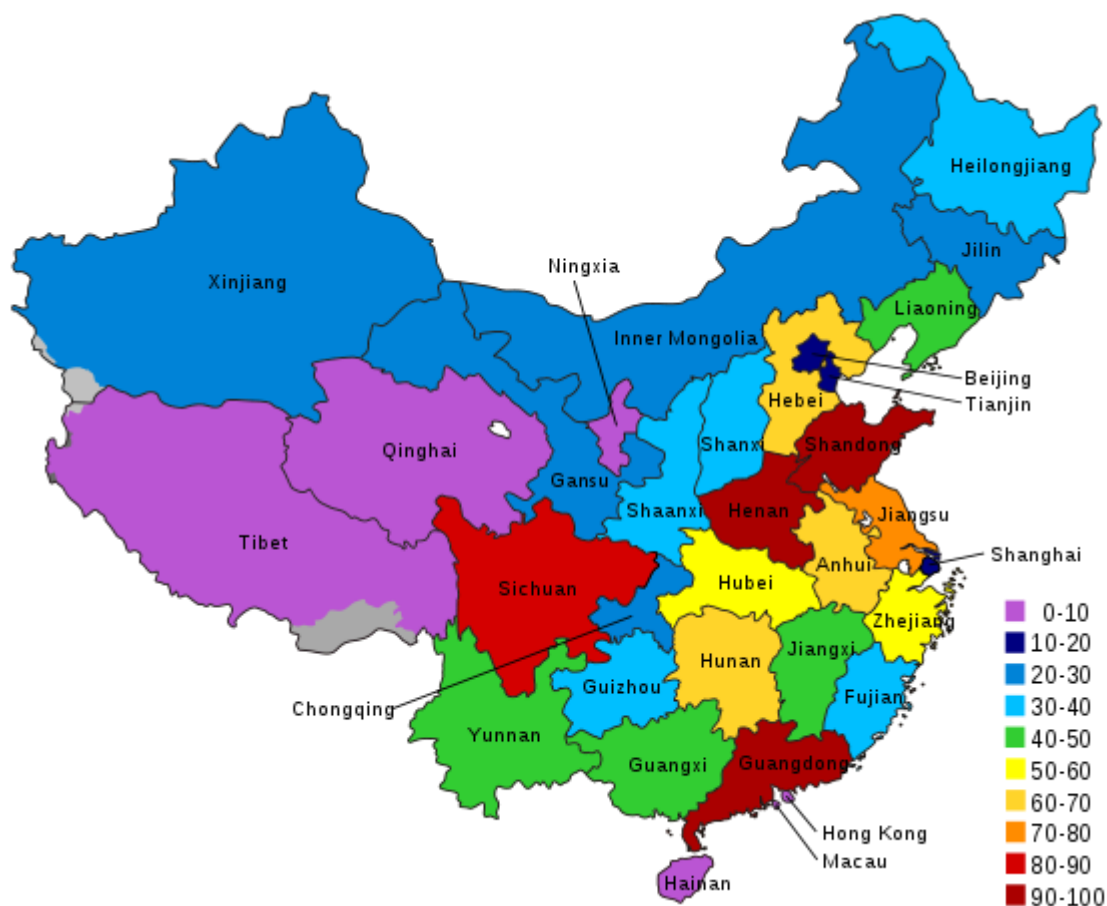 Heilongjiang
Jilin
Ningxia
Xinjiang
Liaoning
Inner Mongolia
Beijing
Hebei
Tianjin
Shanxi
Shandong
Qinghai
Gansu
Shaanxi
Henan
Jiangsu
Tibet
Shanghai
Anhui
Hubei
Sichuan
0-10
Zhejiang
10-20
Jiangxi
Hunan
20-30
Guizhou
Fujian
30-40
Chongqing
Yunnan
40-50
Guangxi
Guangdong
50-60
60-70
Hong Kong
70-80
Macau
80-90
Hainan
90-100